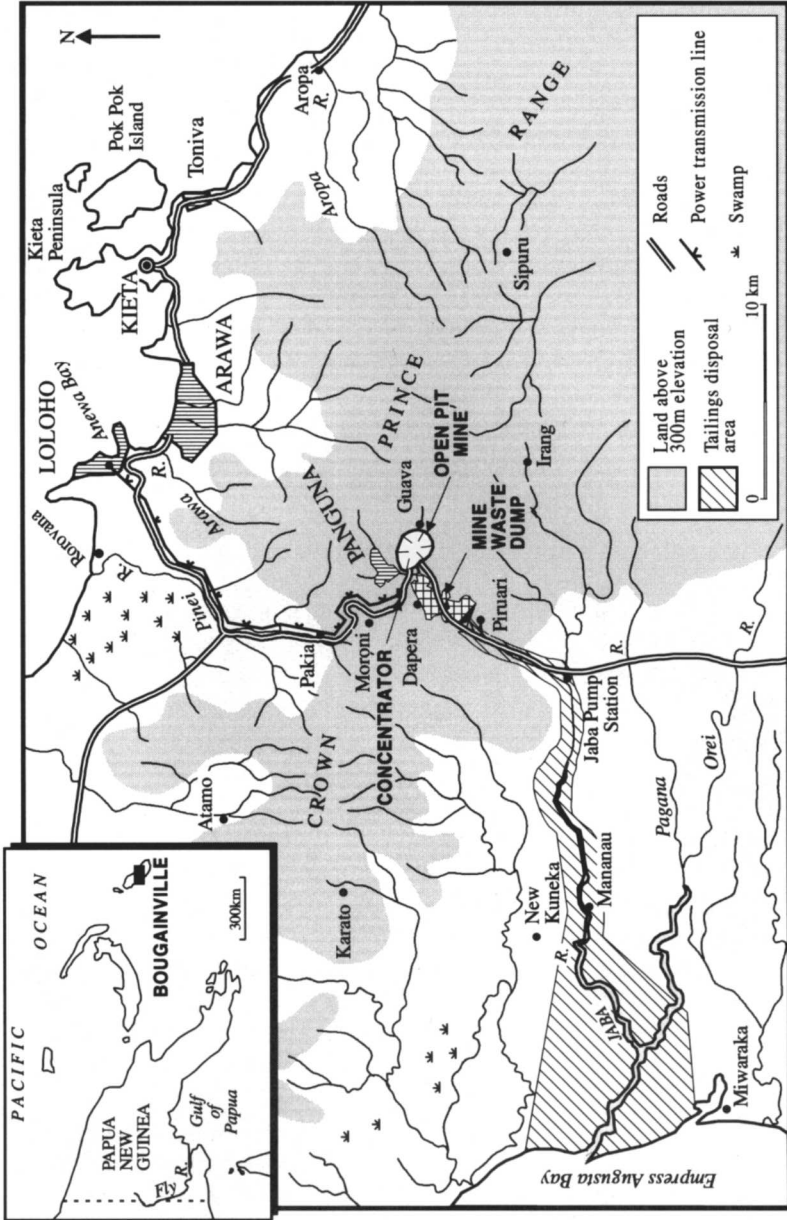 PACIFIC
OCEAN
PAPUA
NEW
GUINEA
Fly R.
Gulf
of
Papua
BOUGAINVILLE
300km
N
Kieta
Peninsula
Pok Pok
Island
KIETA
Toniva
Aropa
R.
Aropa
LOLOHO
Anewa Bay
Rorovana
ARAWA
R.
Arawa
R.
Pinei
Pakia
Moroni
Dapera
PANGUNA
Guava
OPEN PIT
MINE
MINE
WASTE
DUMP
CONCENTRATOR
Piruari
CROWN
PRINCE
RANGE
Sipuru
Irang
Atamo
Karato
New
Kuneka
Mananau
Jaba Pump
Station
R.
JABA
Pagana
R.
Orei
R.
Miwaraka
Empress Augusta Bay
Land above
300m elevation
Tailings disposal
area
Roads
Power transmission line
Swamp
0
10 km